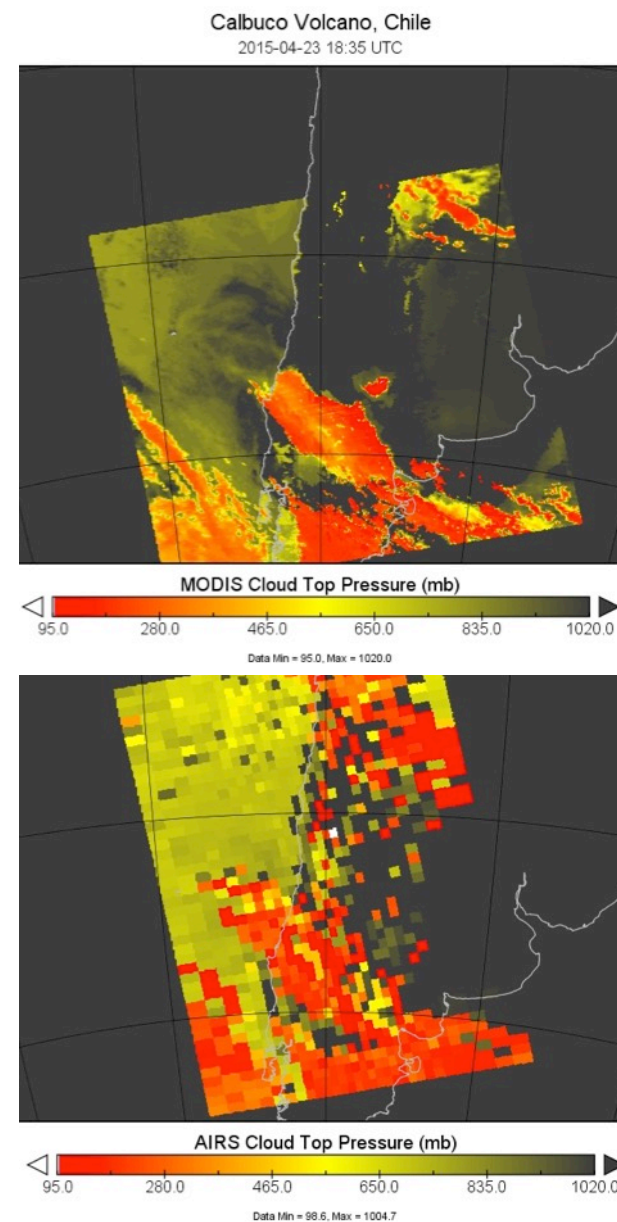 Calbuco Volcano, Chile
2015-04-23 18:35 UTC
MODIS Cloud Top Pressure (mb)
95.0 280.0 465.0 650.0 835.0 1020.0
Data Min = 95.0, Max = 1020.0
AIRS Cloud Top Pressure (mb)
95.0 280.0 465.0 650.0 835.0 1020.0
Data Min = 98.6, Max = 1004.7